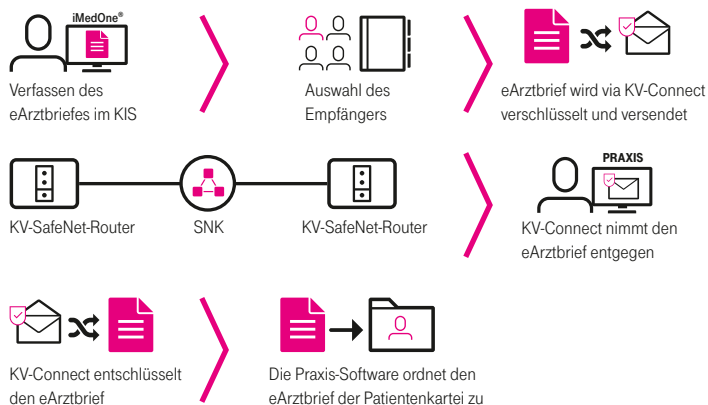 iMedOne®
Verfassen des
eArztbriefes im KIS
Auswahl des
Empfängers
eArztbrief wird via KV-Connect
verschlüsselt und versendet
KV-SafeNet-Router
SNK
KV-SafeNet-Router
PRAXIS
KV-Connect nimmt den
eArztbrief entgegen
KV-Connect entschlüsselt
den eArztbrief
Die Praxis-Software ordnet den
eArztbrief der Patientenkartei zu